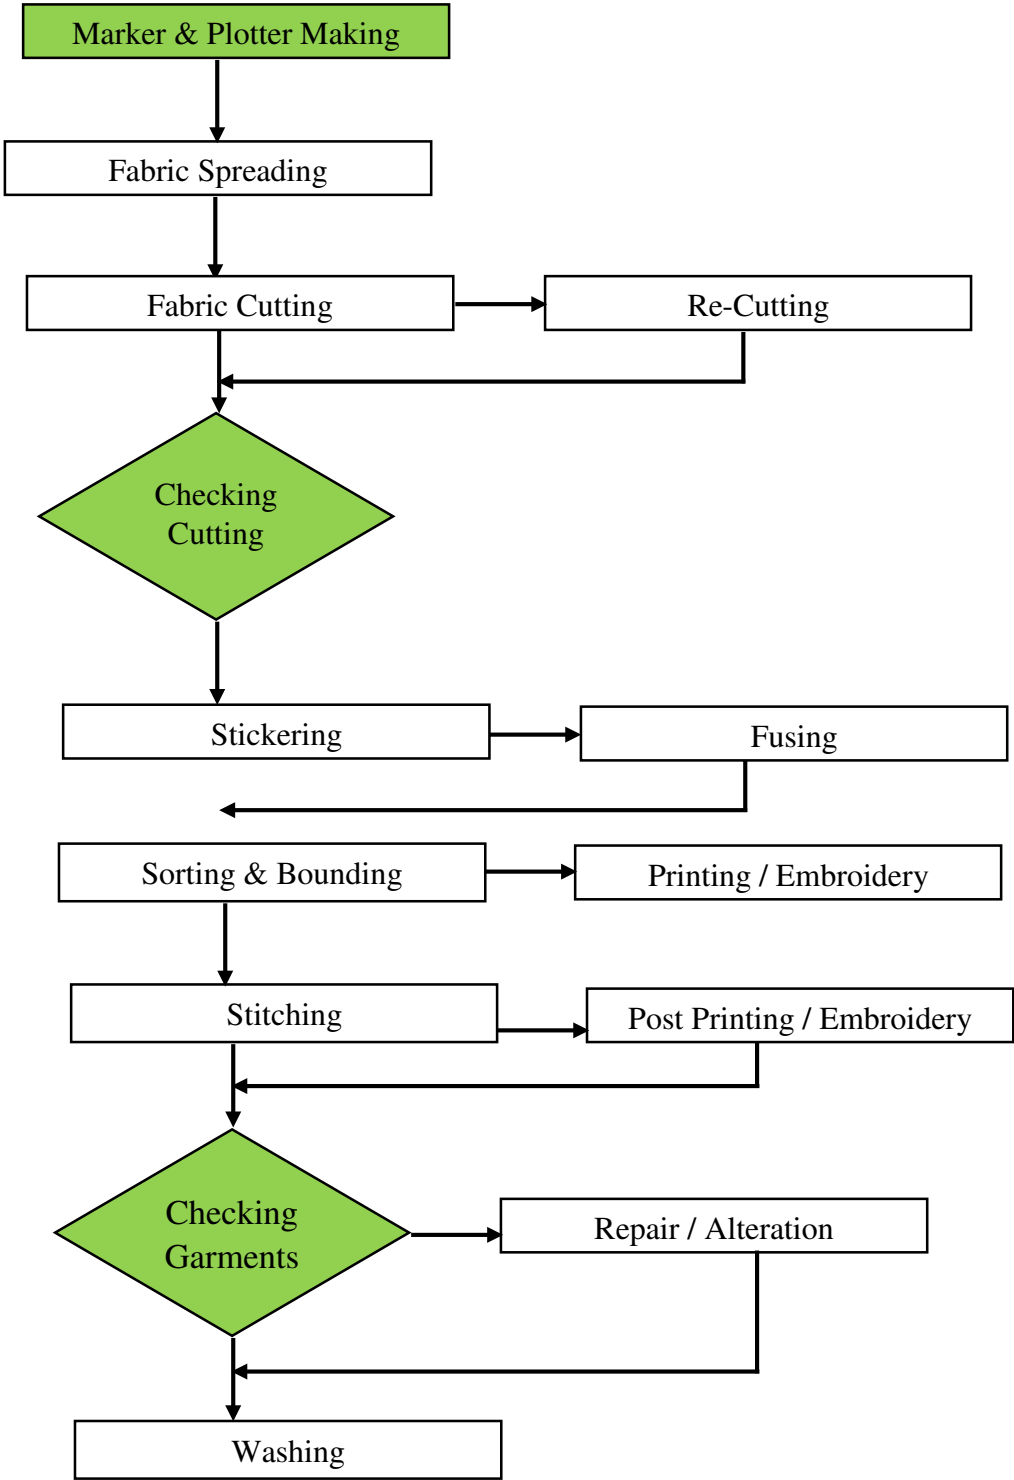 Marker & Plotter Making
Fabric Spreading
Fabric Cutting
Re-Cutting
Checking
Cutting
Stickering
Fusing
Sorting & Bounding
Printing / Embroidery
Stitching
Post Printing / Embroidery
Checking
Garments
Repair / Alteration
Washing